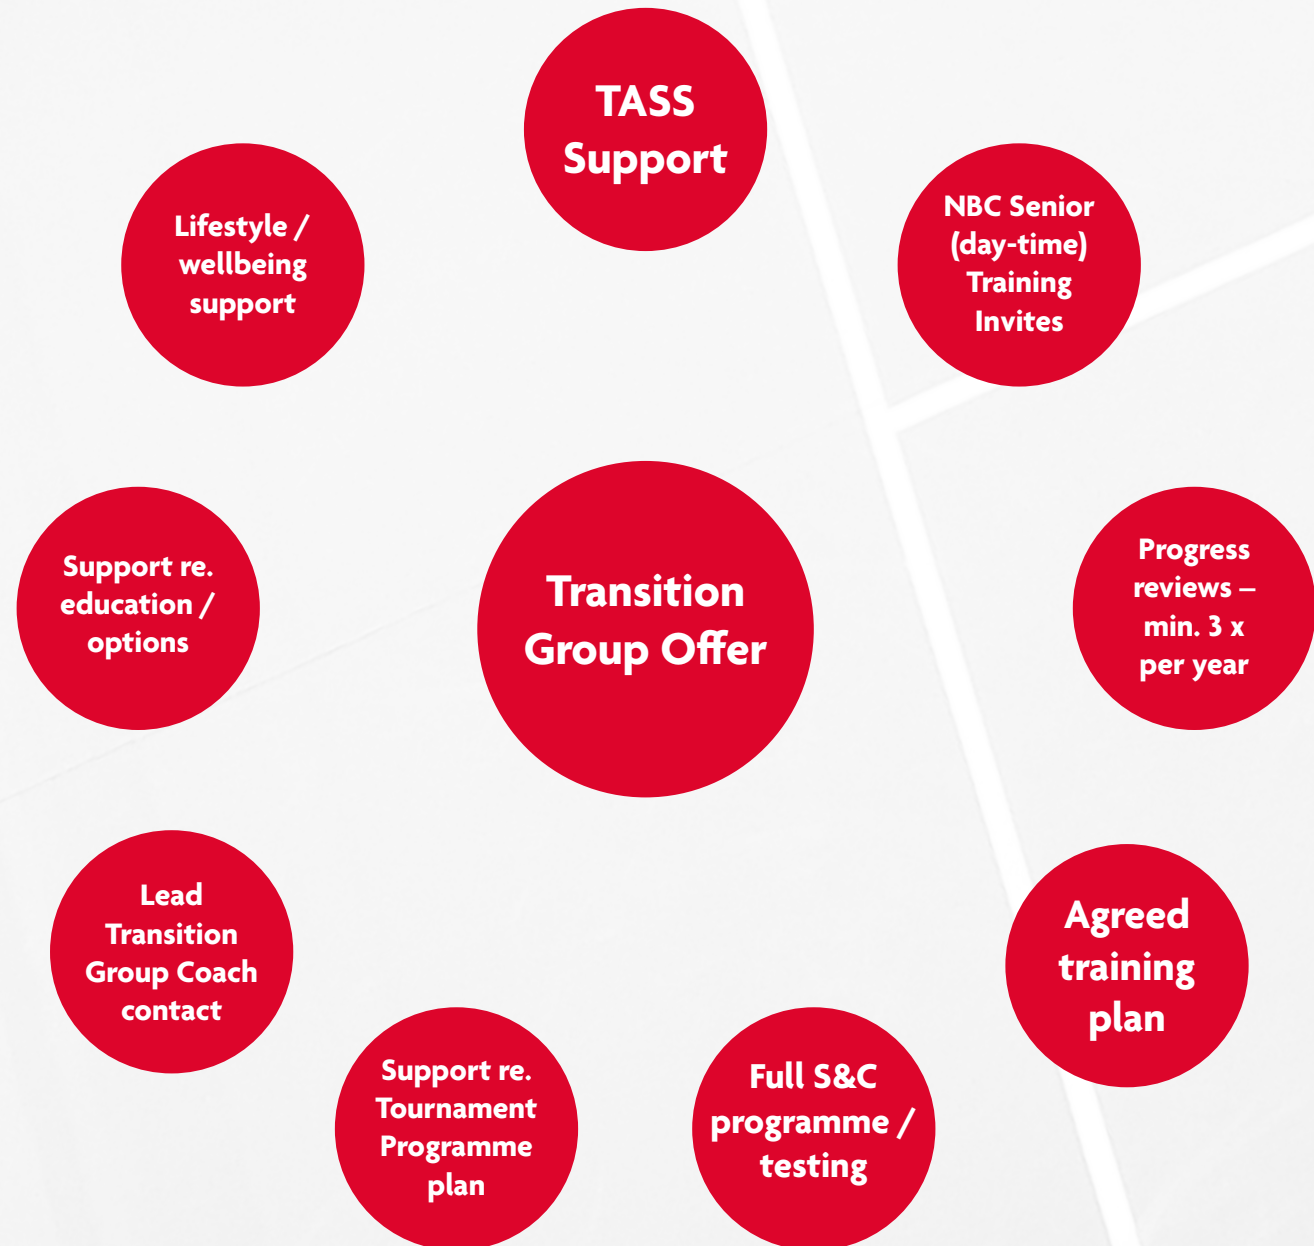 TASS
Support
Lifestyle /
wellbeing
support
NBC Senior
(day-time)
Training
Invites
Support re.
education /
options
Transition
Group Offer
Progress
reviews –
min. 3 x
per year
Lead
Transition
Group Coach
contact
Agreed
training
plan
Support re.
Tournament
Programme
plan
Full S&C
programme /
testing